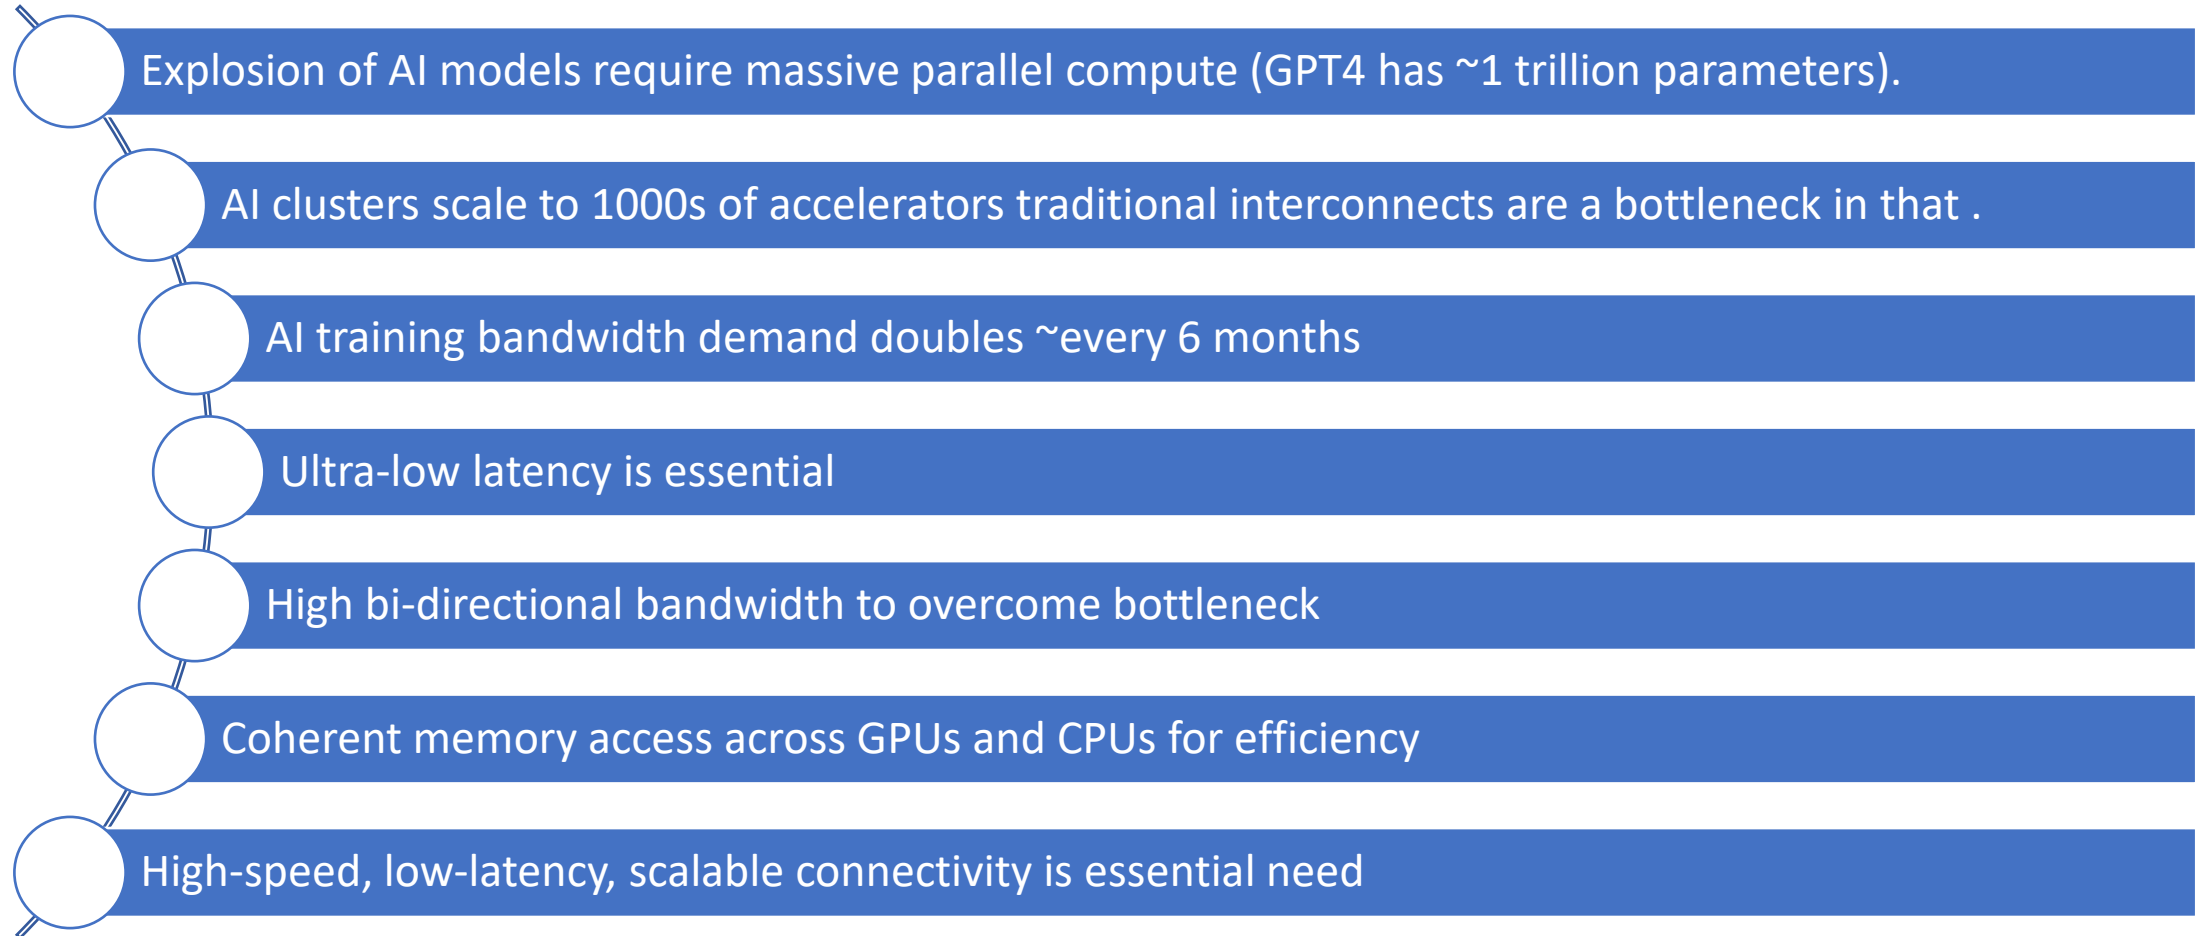 Explosion of AI models require massive parallel compute (GPT4 has ~1 trillion parameters).
AI clusters scale to 1000s of accelerators traditional interconnects are a bottleneck in that .
AI training bandwidth demand doubles ~every 6 months
Ultra-low latency is essential
High bi-directional bandwidth to overcome bottleneck
Coherent memory access across GPUs and CPUs for efficiency
High-speed, low-latency, scalable connectivity is essential need